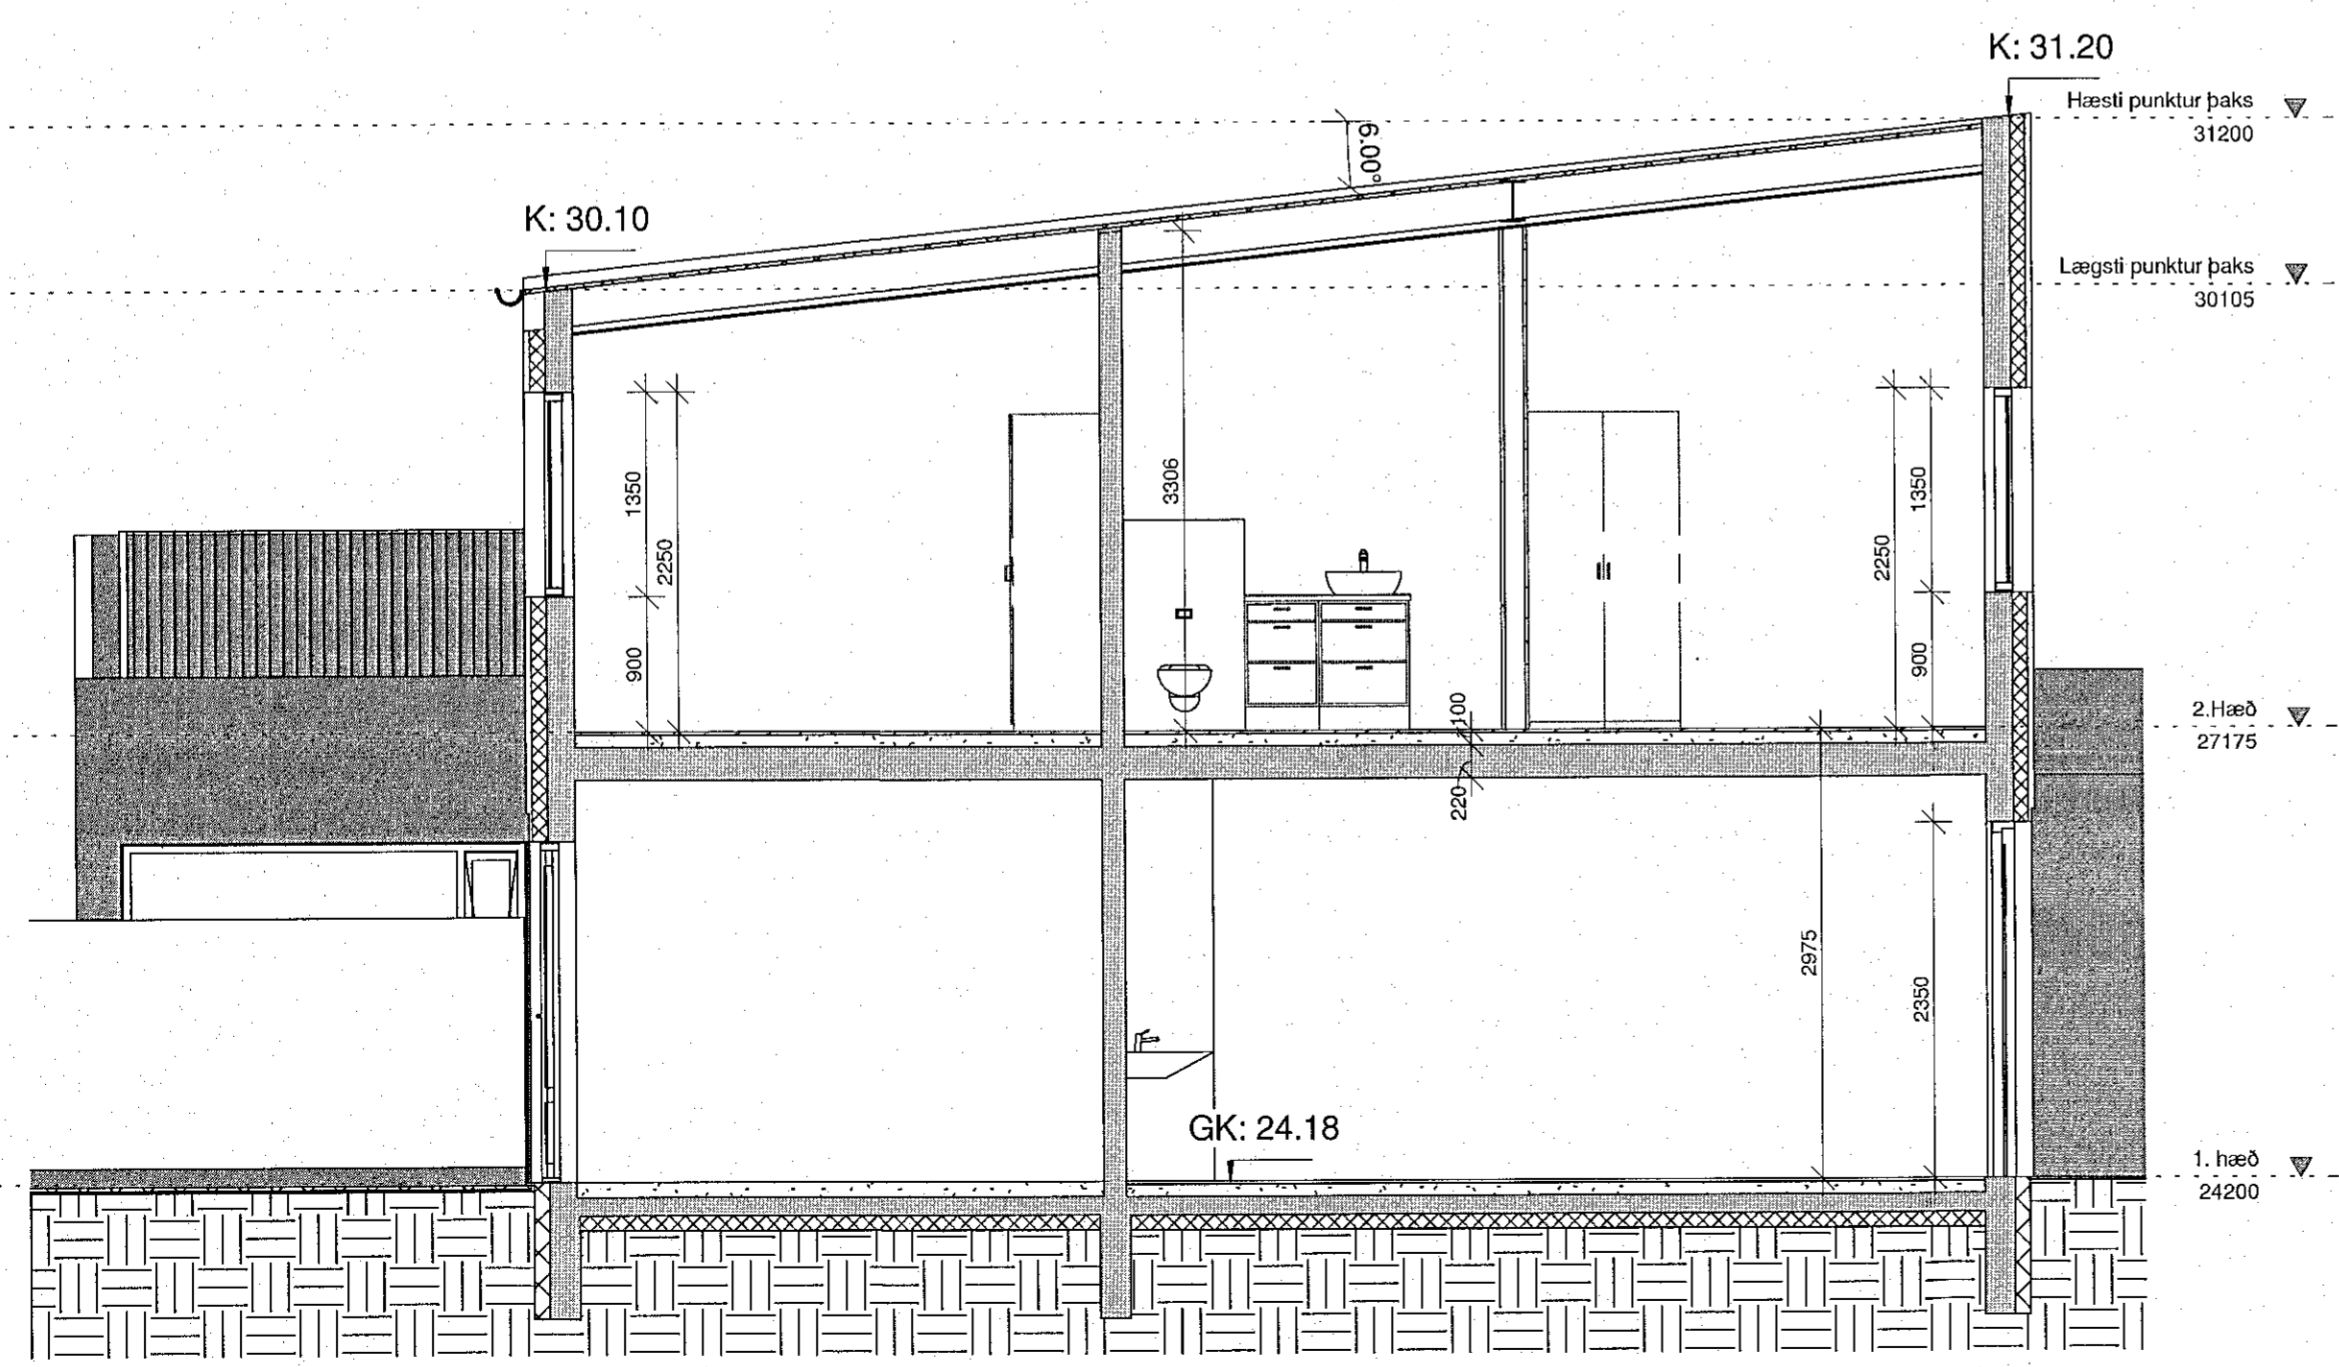 K: 31.20
Hæsti punktur þaks
31200
6.00°
K: 30.10
Lægsti punktur þaks
30105
1350
2250
900
3306
2250
1350
900
100
220
2.Hæð
27175
2975
2350
GK: 24.18
1. hæð
24200